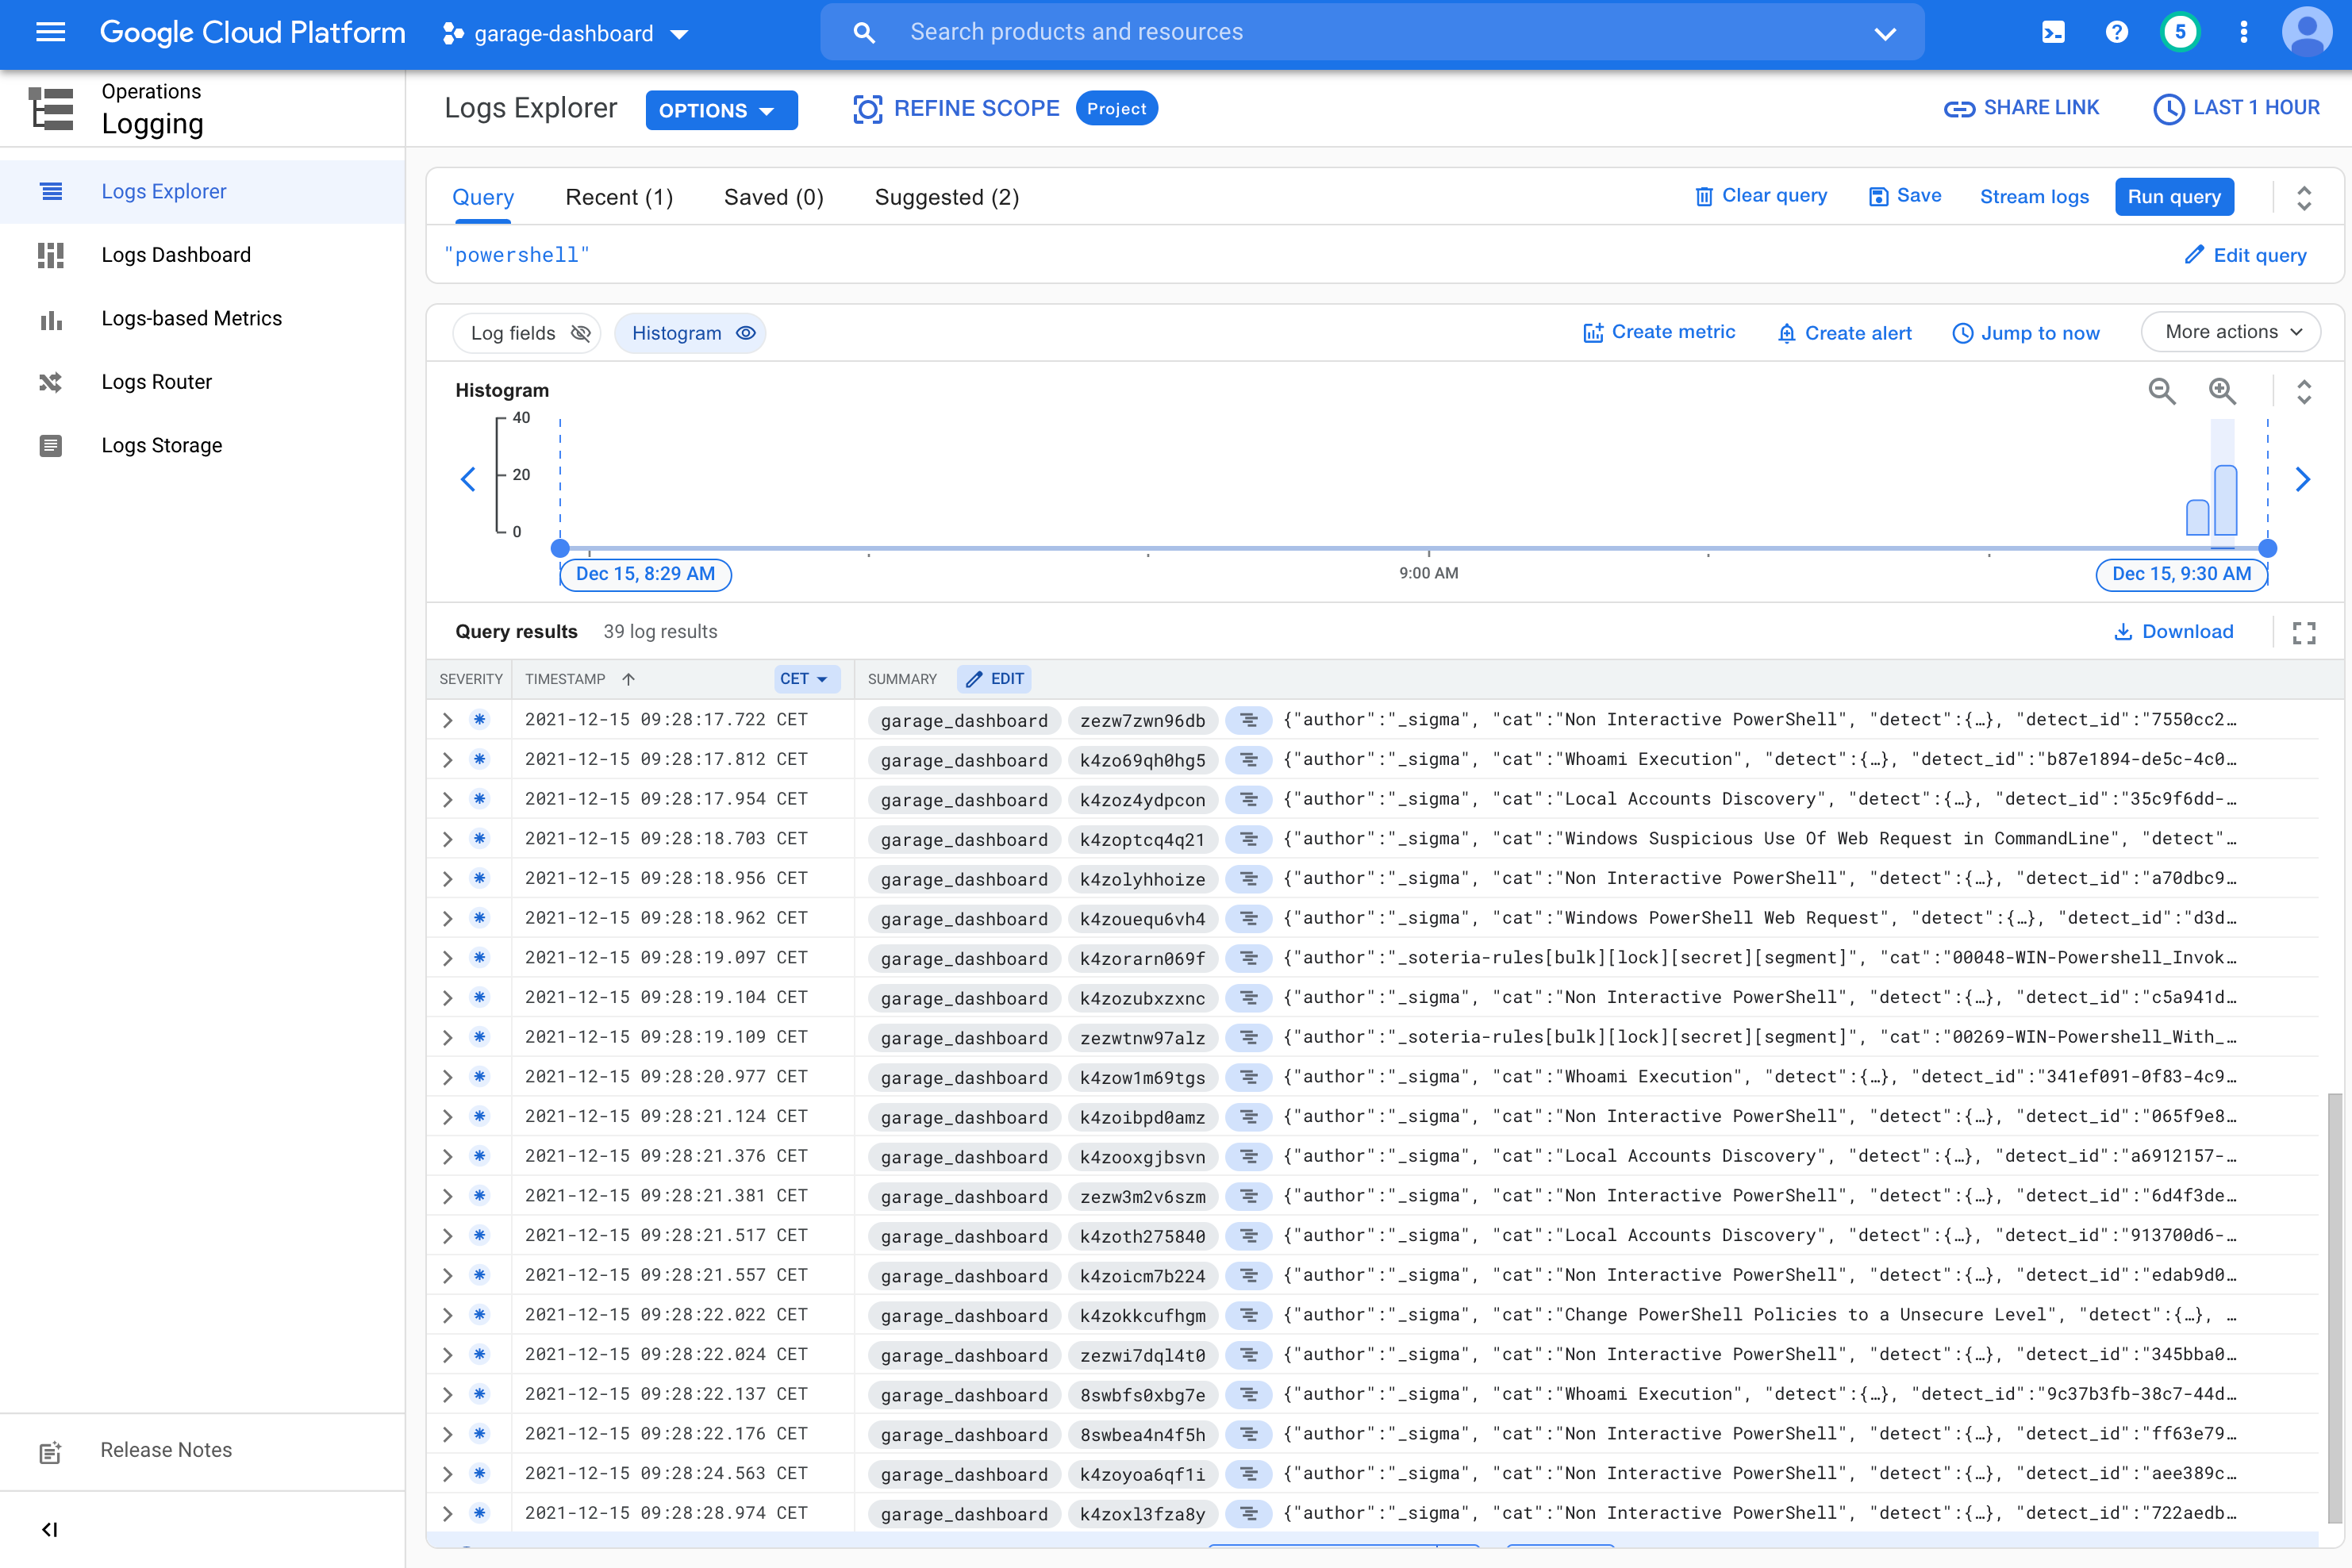 Google Cloud Platform garage-dashboard Search products and resources 5
Operations
Logging
Logs Explorer OPTIONS REFINE SCOPE Project SHARE LINK LAST 1 HOUR
Logs Explorer
Logs Dashboard
Logs-based Metrics
Logs Router
Logs Storage
Query Recent (1) Saved (0) Suggested (2) Clear query Save Stream logs Run query
"powershell" Edit query
Log fields Histogram Create metric Create alert Jump to now More actions
Histogram
40
20
0
Dec 15, 8:29 AM 9:00 AM Dec 15, 9:30 AM
Query results 39 log results Download
SEVERITY TIMESTAMP CET SUMMARY EDIT
2021-12-15 09:28:17.722 CET garage_dashboard zezw7zwn96db {"author":"_sigma", "cat":"Non Interactive PowerShell", "detect":{…}, "detect_id":"7550cc2…
2021-12-15 09:28:17.812 CET garage_dashboard k4zo69qh0hg5 {"author":"_sigma", "cat":"Whoami Execution", "detect":{…}, "detect_id":"b87e1894-de5c-4c0…
2021-12-15 09:28:17.954 CET garage_dashboard k4zoz4ydpcon {"author":"_sigma", "cat":"Local Accounts Discovery", "detect":{…}, "detect_id":"35c9f6dd-…
2021-12-15 09:28:18.703 CET garage_dashboard k4zoptcq4q21 {"author":"_sigma", "cat":"Windows Suspicious Use Of Web Request in CommandLine", "detect"…
2021-12-15 09:28:18.956 CET garage_dashboard k4zolyhhoize {"author":"_sigma", "cat":"Non Interactive PowerShell", "detect":{…}, "detect_id":"a70dbc9…
2021-12-15 09:28:18.962 CET garage_dashboard k4zouequ6vh4 {"author":"_sigma", "cat":"Windows PowerShell Web Request", "detect":{…}, "detect_id":"d3d…
2021-12-15 09:28:19.097 CET garage_dashboard k4zorarn069f {"author":"_soteria-rules[bulk][lock][secret][segment]", "cat":"00048-WIN-Powershell_Invok…
2021-12-15 09:28:19.104 CET garage_dashboard k4zozubxzxnc {"author":"_sigma", "cat":"Non Interactive PowerShell", "detect":{…}, "detect_id":"c5a941d…
2021-12-15 09:28:19.109 CET garage_dashboard zezwtnw97alz {"author":"_soteria-rules[bulk][lock][secret][segment]", "cat":"00269-WIN-Powershell_With_…
2021-12-15 09:28:20.977 CET garage_dashboard k4zow1m69tgs {"author":"_sigma", "cat":"Whoami Execution", "detect":{…}, "detect_id":"341ef091-0f83-4c9…
2021-12-15 09:28:21.124 CET garage_dashboard k4zoibpd0amz {"author":"_sigma", "cat":"Non Interactive PowerShell", "detect":{…}, "detect_id":"065f9e8…
2021-12-15 09:28:21.376 CET garage_dashboard k4zooxgjbsvn {"author":"_sigma", "cat":"Local Accounts Discovery", "detect":{…}, "detect_id":"a6912157-…
2021-12-15 09:28:21.381 CET garage_dashboard zezw3m2v6szm {"author":"_sigma", "cat":"Non Interactive PowerShell", "detect":{…}, "detect_id":"6d4f3de…
2021-12-15 09:28:21.517 CET garage_dashboard k4zoth275840 {"author":"_sigma", "cat":"Local Accounts Discovery", "detect":{…}, "detect_id":"913700d6-…
2021-12-15 09:28:21.557 CET garage_dashboard k4zoicm7b224 {"author":"_sigma", "cat":"Non Interactive PowerShell", "detect":{…}, "detect_id":"edab9d0…
2021-12-15 09:28:22.022 CET garage_dashboard k4zokkcufhgm {"author":"_sigma", "cat":"Change PowerShell Policies to a Unsecure Level", "detect":{…}, …
2021-12-15 09:28:22.024 CET garage_dashboard zezwi7dql4t0 {"author":"_sigma", "cat":"Non Interactive PowerShell", "detect":{…}, "detect_id":"345bba0…
2021-12-15 09:28:22.137 CET garage_dashboard 8swbfs0xbg7e {"author":"_sigma", "cat":"Whoami Execution", "detect":{…}, "detect_id":"9c37b3fb-38c7-44d…
2021-12-15 09:28:22.176 CET garage_dashboard 8swbea4n4f5h {"author":"_sigma", "cat":"Non Interactive PowerShell", "detect":{…}, "detect_id":"ff63e79…
2021-12-15 09:28:24.563 CET garage_dashboard k4zoyoa6qf1i {"author":"_sigma", "cat":"Non Interactive PowerShell", "detect":{…}, "detect_id":"aee389c…
2021-12-15 09:28:28.974 CET garage_dashboard k4zoxl3fza8y {"author":"_sigma", "cat":"Non Interactive PowerShell", "detect":{…}, "detect_id":"722aedb…
Release Notes